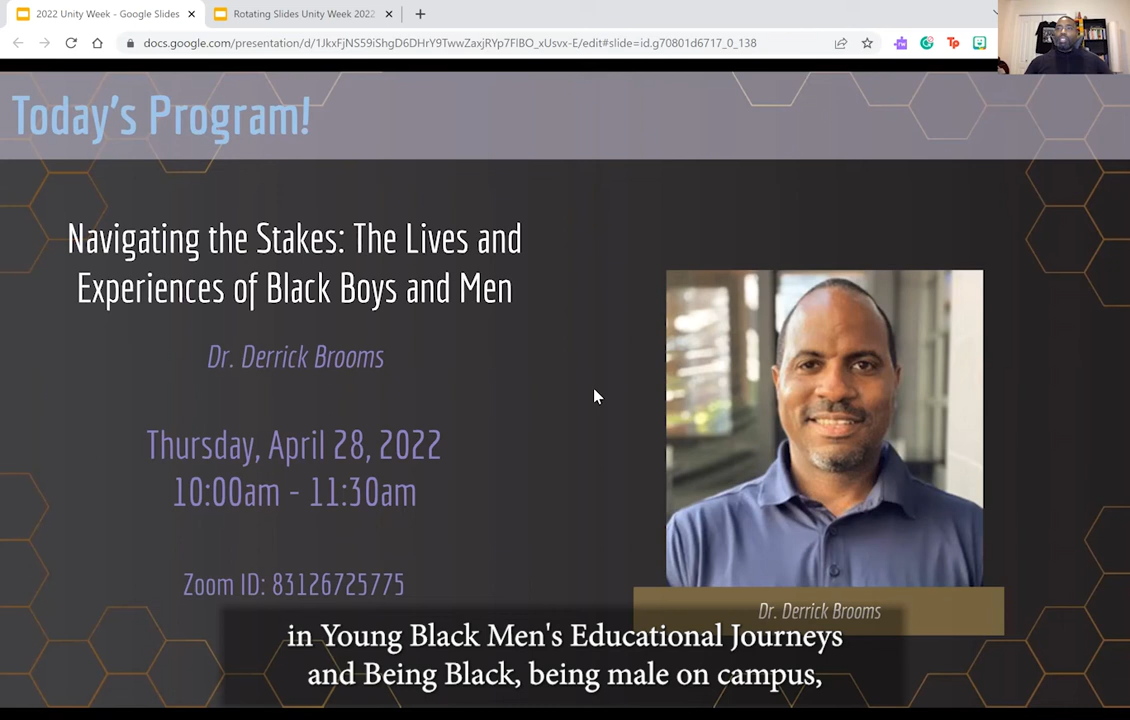 2022 Unity Week - Google Slides
Rotating Slides Unity Week 2022
docs.google.com/presentation/d/1JkxFjNS59iShgD6DHrY9TwwZaxjRYp7FIBO_xUsvx-E/edit#slide=id.g70801d6717_0_138
Tp
Today's Program!
Navigating the Stakes: The Lives and
Experiences of Black Boys and Men
Dr. Derrick Brooms
Thursday, April 28, 2022
10:00am - 11:30am
Zoom ID: 83126725775
Dr. Derrick Brooms
in Young Black Men's Educational Journeys
and Being Black, being male on campus,